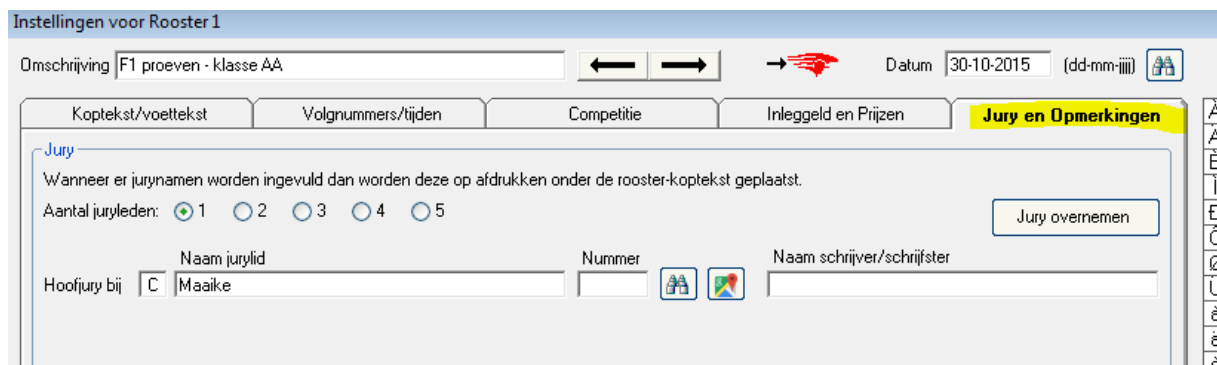 Instellingen voor Rooster 1
Omschrijving F1 proeven - klasse AA Datum 30-10-2015 (dd-mm-jjjj)
Koptekst/voettekst Volgnummers/tijden Competitie Inleggeld en Prijzen Jury en Opmerkingen
Jury
Wanneer er jurynamen worden ingevuld dan worden deze op afdrukken onder de rooster-koptekst geplaatst.
Aantal juryleden: 1 2 3 4 5 Jury overnemen
Naam jurylid Nummer Naam schrijver/schrijfster
Hoofjury bij C Maaike